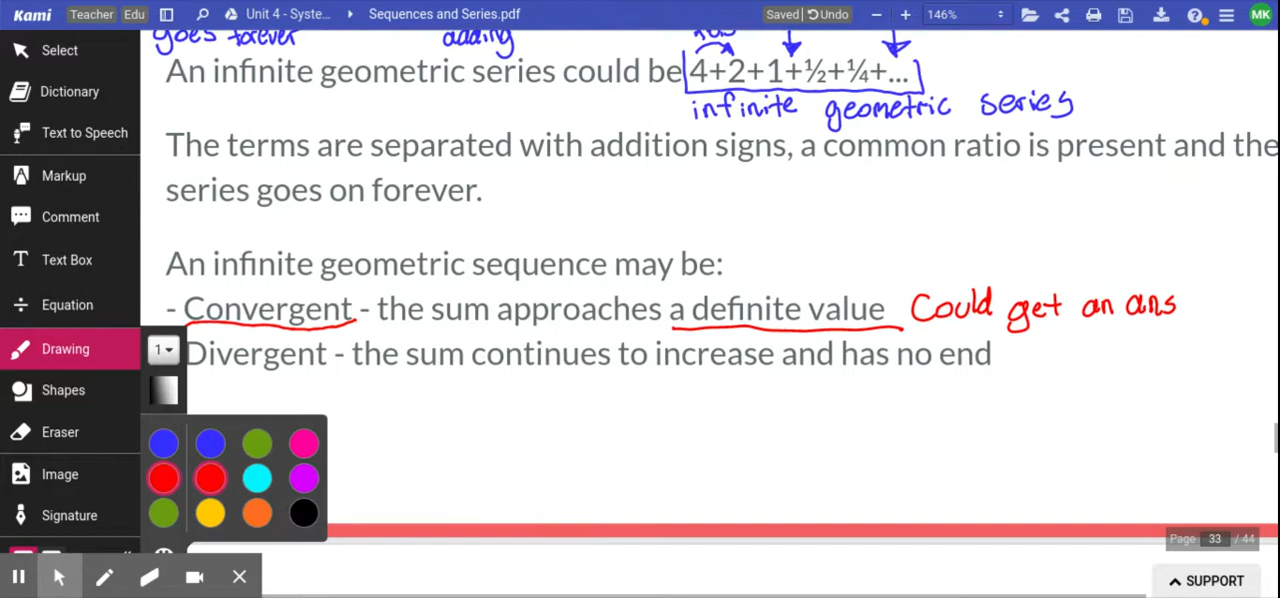 Kami
Teacher
Edu
Unit 4 - Syste...
Sequences and Series.pdf
Saved
Undo
146%
MK
Select
Dictionary
Text to Speech
Markup
Comment
Text Box
Equation
Drawing
Shapes
Eraser
Image
Signature
1
goes forever
adding
An infinite geometric series could be 4+2+1+½+¼+...
infinite geometric series
The terms are separated with addition signs, a common ratio is present and the
series goes on forever.
An infinite geometric sequence may be:
- Convergent - the sum approaches a definite value Could get an ans
Divergent - the sum continues to increase and has no end
Page 33 / 44
SUPPORT